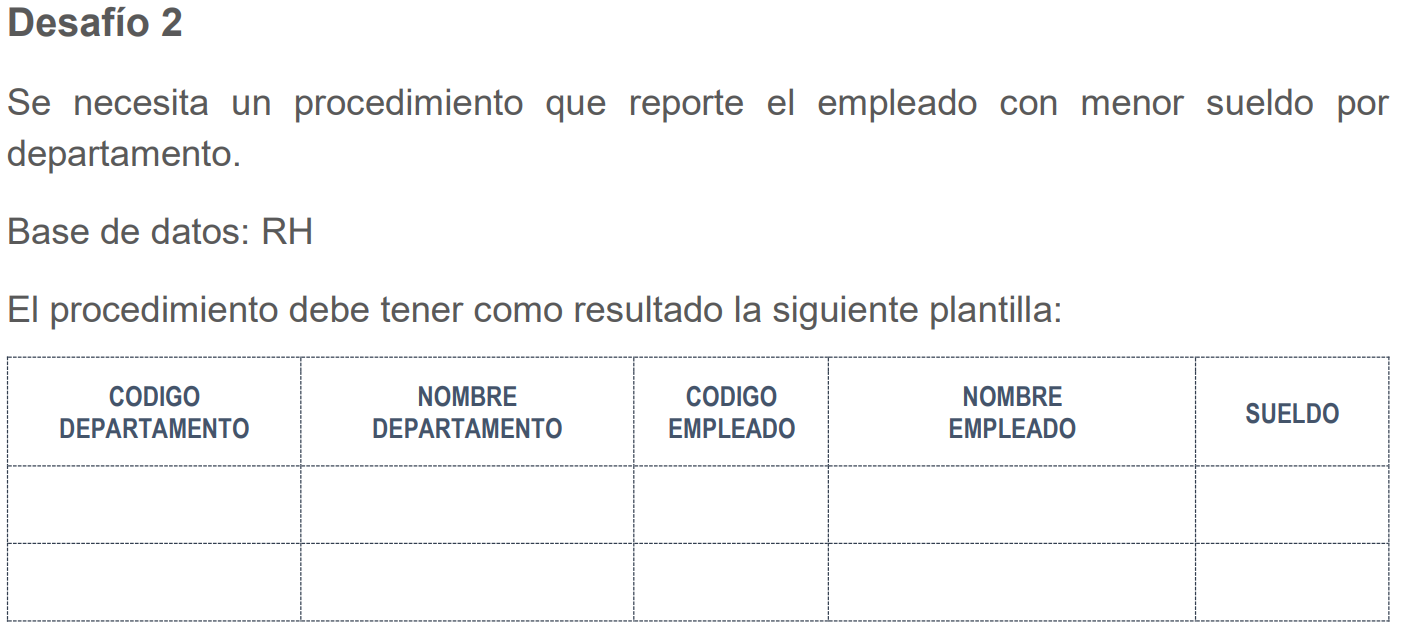 Desafío 2
Se necesita un procedimiento que reporte el empleado con menor sueldo por
departamento.
Base de datos: RH
El procedimiento debe tener como resultado la siguiente plantilla:
CODIGO
DEPARTAMENTO
NOMBRE
DEPARTAMENTO
CODIGO
EMPLEADO
NOMBRE
EMPLEADO
SUELDO